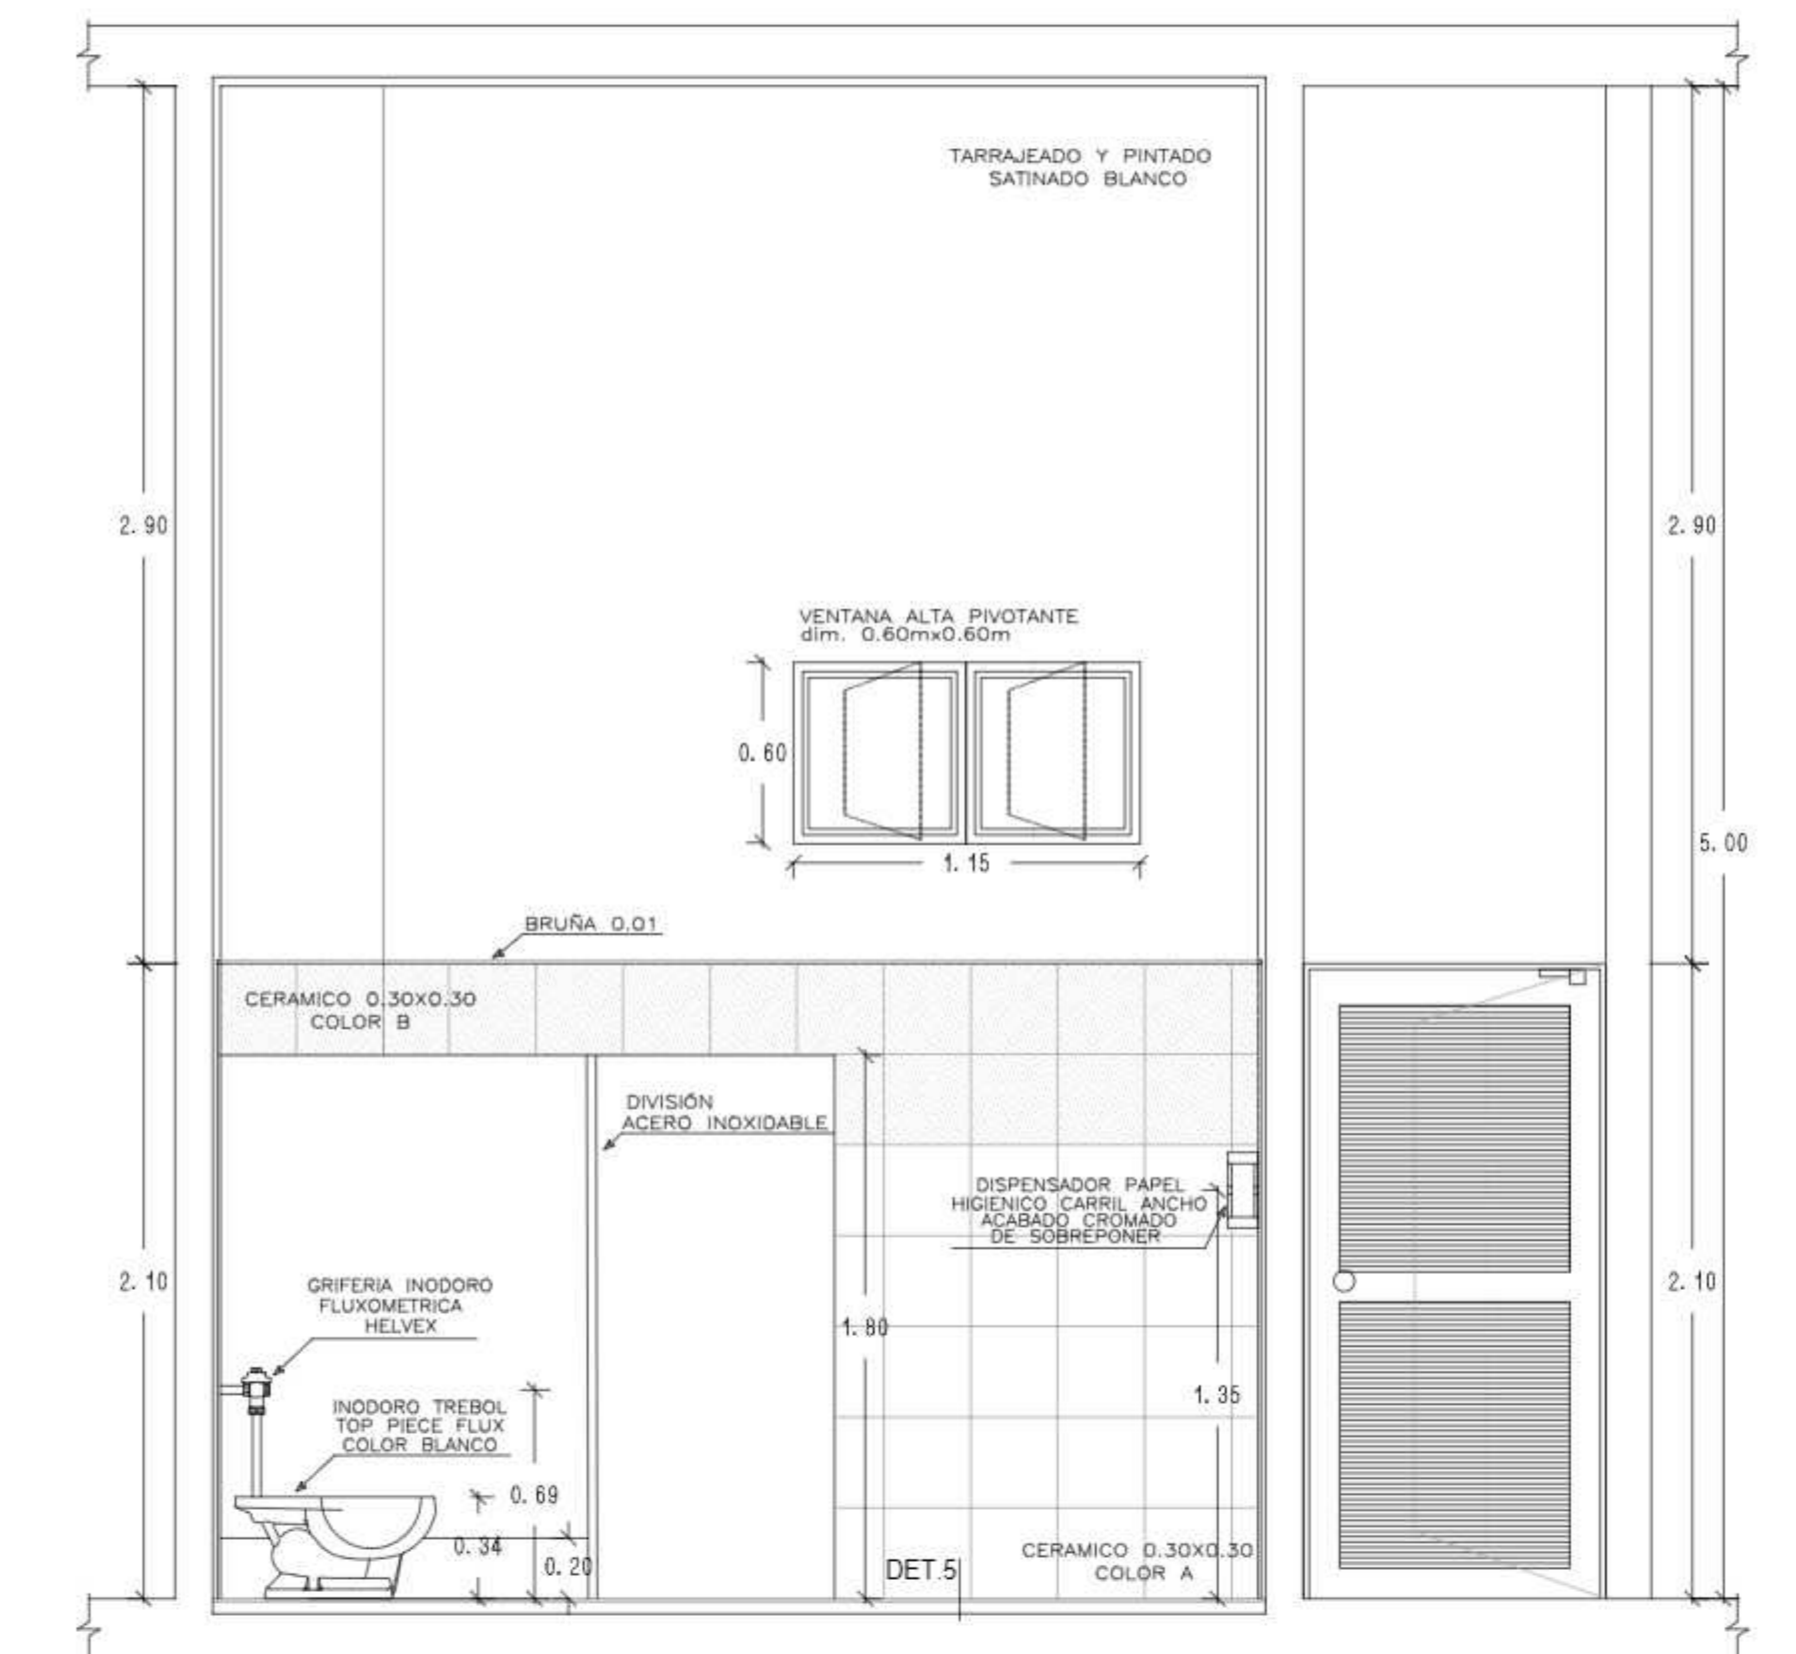 TARRAJEADO Y PINTADO
SATINADO BLANCO
2.90
2.90
VENTANA ALTA PIVOTANTE
dim. 0.60mx0.60m
0.60
1.15
5.00
BRUÑA 0.01
CERAMICO 0.30X0.30
COLOR B
DIVISIÓN
ACERO INOXIDABLE
DISPENSADOR PAPEL
HIGIENICO CARRIL ANCHO
ACABADO CROMADO
DE SOBREPONER
2.10
GRIFERIA INODORO
FLUXOMETRICA
HELVEX
2.10
1.80
1.35
INODORO TREBOL
TOP PIECE FLUX
COLOR BLANCO
0.69
0.34
0.20
DET.5
CERAMICO 0.30X0.30
COLOR A